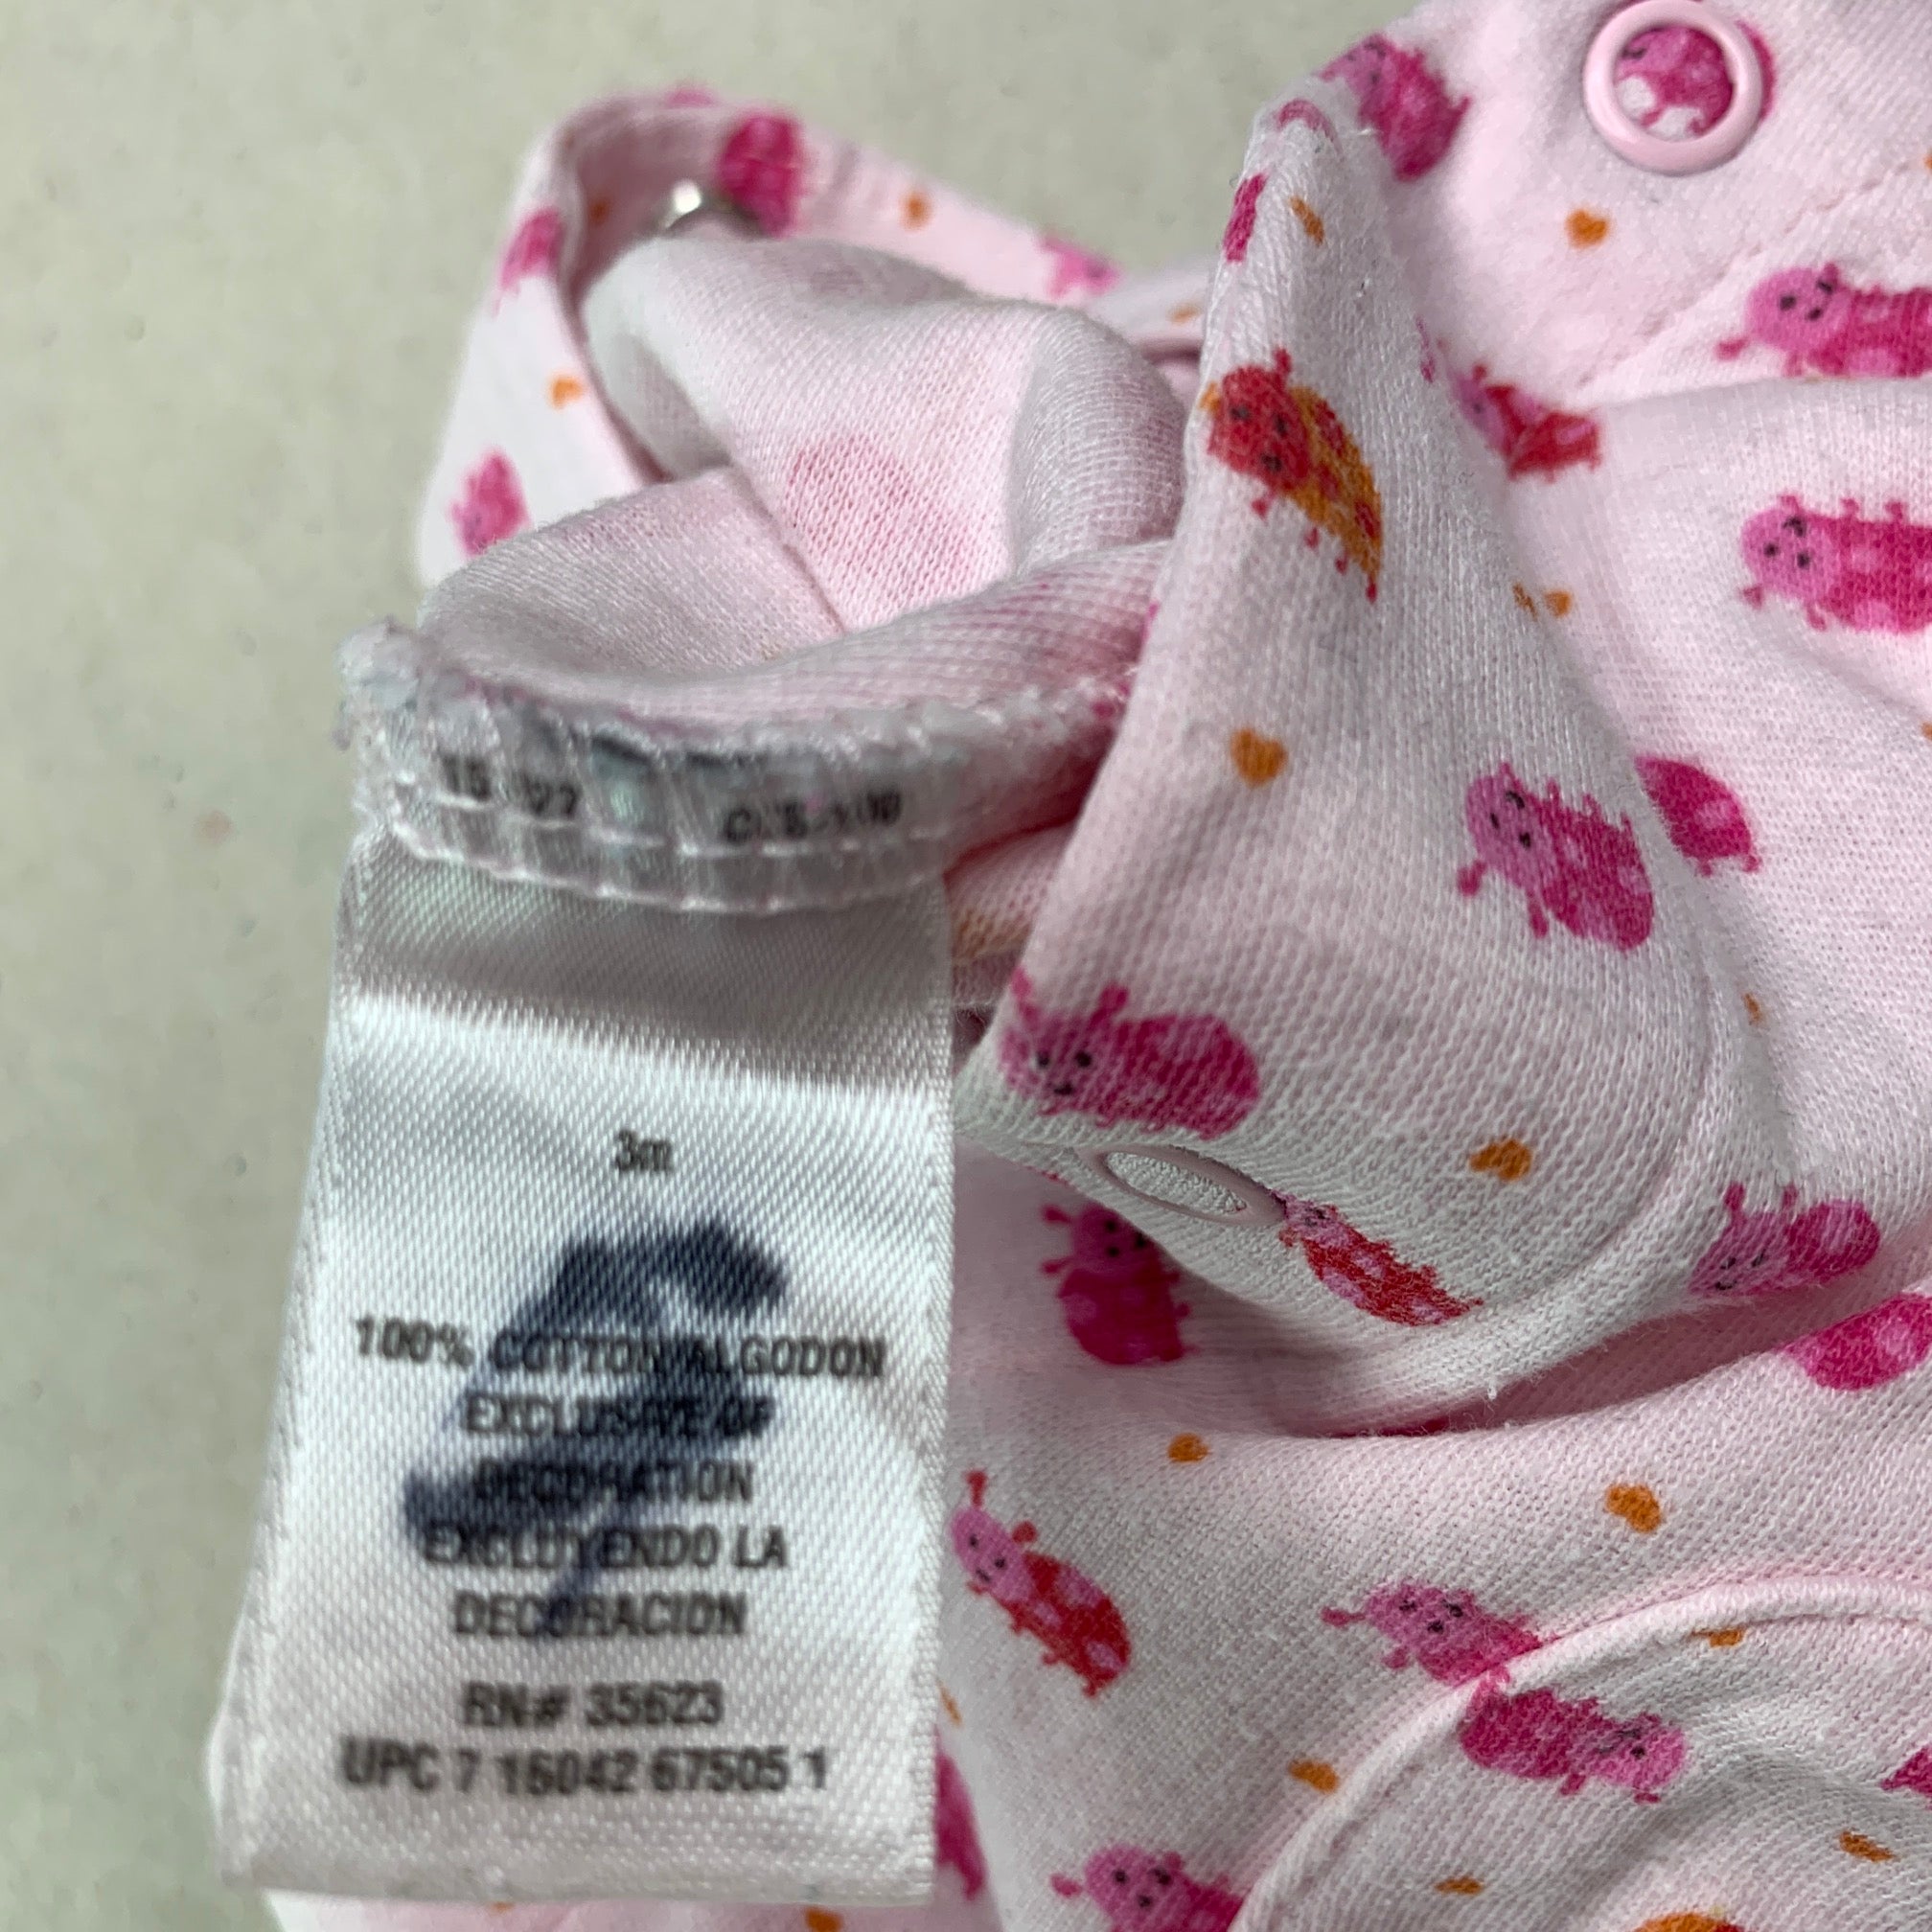 3m
100% COTTON/ALGODON
EXCLUSIVE OF
DECORATION
EXCLUYENDO LA
DECORACION
RN# 35623
UPC 7 16042 67505 1